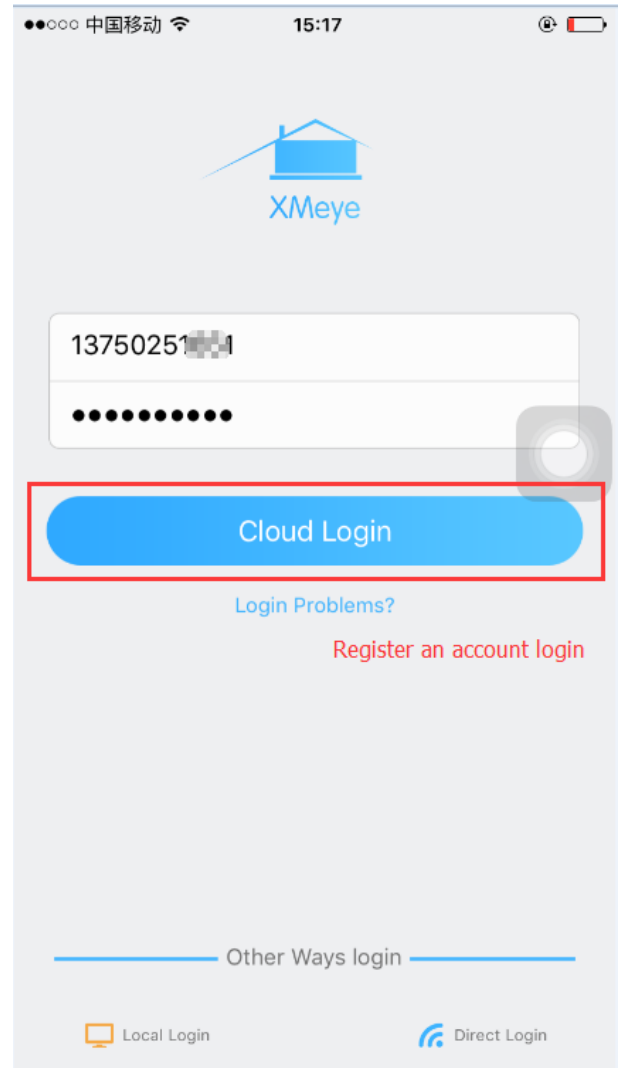 中国移动 15:17
XMeye
Cloud Login
Login Problems?
Register an account login
Other Ways login
Local Login Direct Login